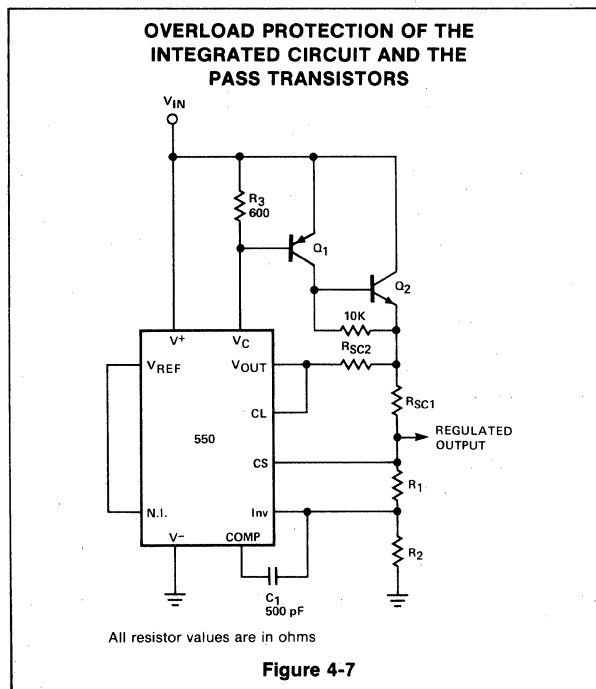 OVERLOAD PROTECTION OF THE
INTEGRATED CIRCUIT AND THE
PASS TRANSISTORS
VIN
R3
600
Q1
Q2
10K
V+
VC
RSC2
VREF
VOUT
RSC1
CL
REGULATED
OUTPUT
550
CS
R1
N.I.
Inv
V-
COMP
R2
C1
500 pF
All resistor values are in ohms
Figure 4-7